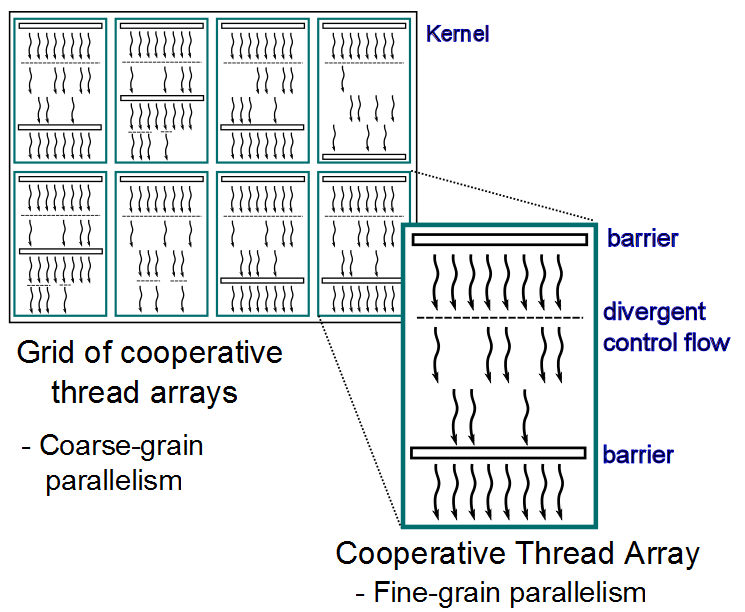 Kernel
barrier
divergent
control flow
barrier
Grid of cooperative
thread arrays
- Coarse-grain
parallelism
Cooperative Thread Array
- Fine-grain parallelism